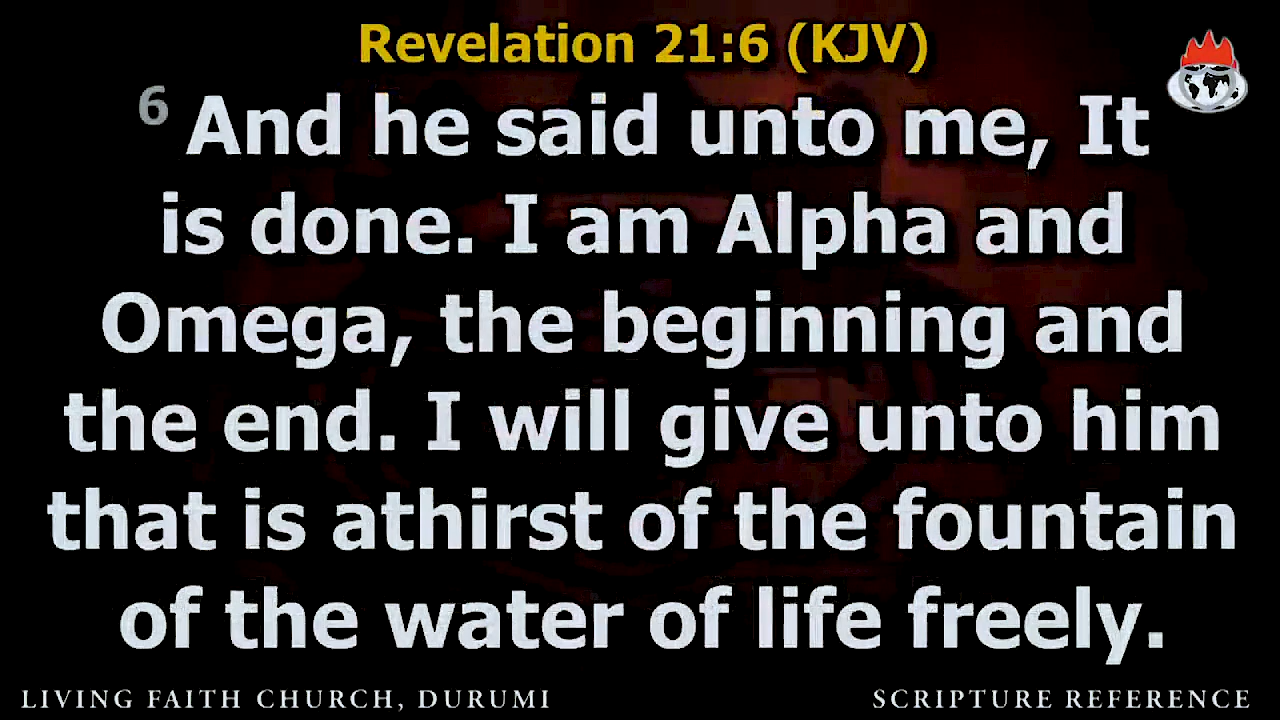 Revelation 21:6 (KJV)
6 And he said unto me, It
is done. I am Alpha and
Omega, the beginning and
the end. I will give unto him
that is athirst of the fountain
of the water of life freely.
LIVING FAITH CHURCH, DURUMI
SCRIPTURE REFERENCE